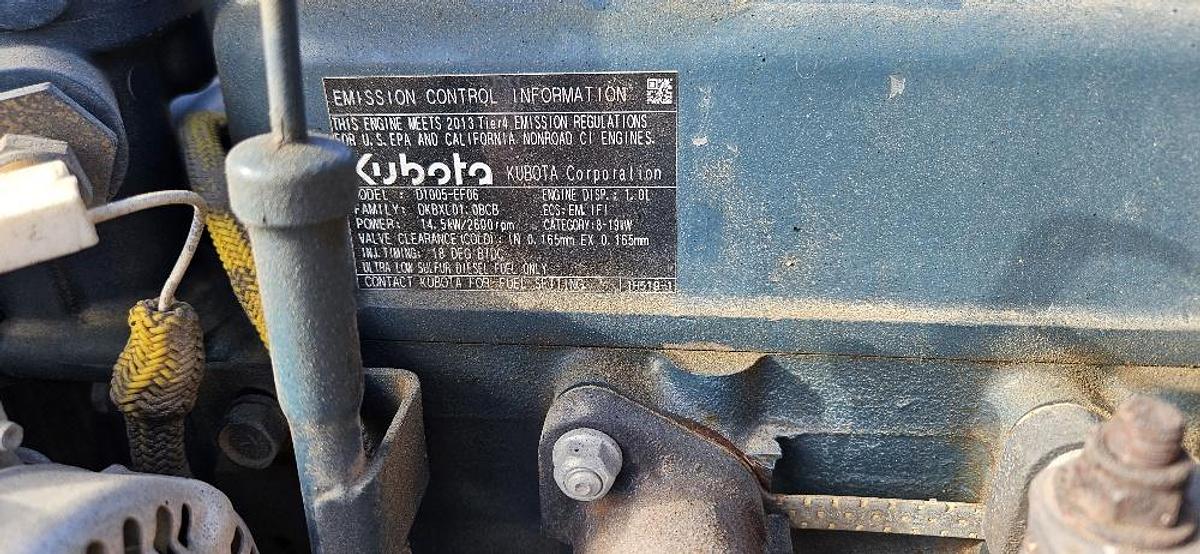 EMISSION CONTROL INFORMATION
THIS ENGINE MEETS 2013 Tier4 EMISSION REGULATIONS
FOR U.S. EPA AND CALIFORNIA NONROAD CI ENGINES.
Kubota KUBOTA Corporation
MODEL : D1005-EF06 ENGINE DISP.: 1.0L
FAMILY: DKBXL01.0BCB ECS:EM, IFI
POWER: 14.5kW/2600rpm CATEGORY:8-19kW
VALVE CLEARANCE(COLD): IN 0.165mm EX 0.165mm
INJ.TIMING: 18 DEG BTDC
ULTRA LOW SULFUR DIESEL FUEL ONLY
CONTACT KUBOTA FOR FUEL SETTING.